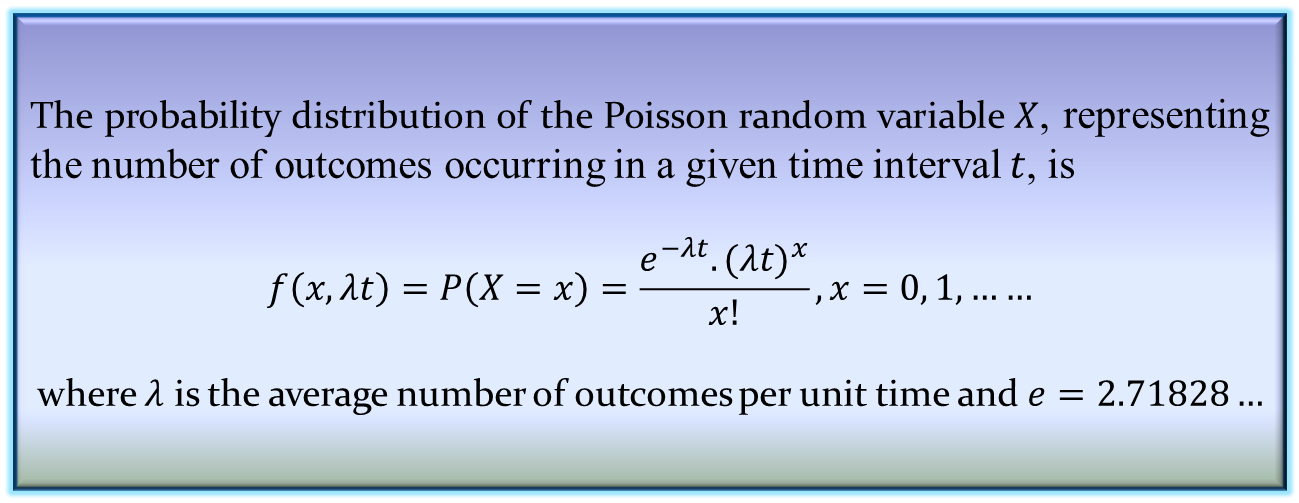 The probability distribution of the Poisson random variable X, representing
the number of outcomes occurring in a given time interval t, is
f(x, λt) = P(X = x) = \frac{e^{-λt}.(λt)^x}{x!}, x = 0, 1, … …
where λ is the average number of outcomes per unit time and e = 2.71828 …